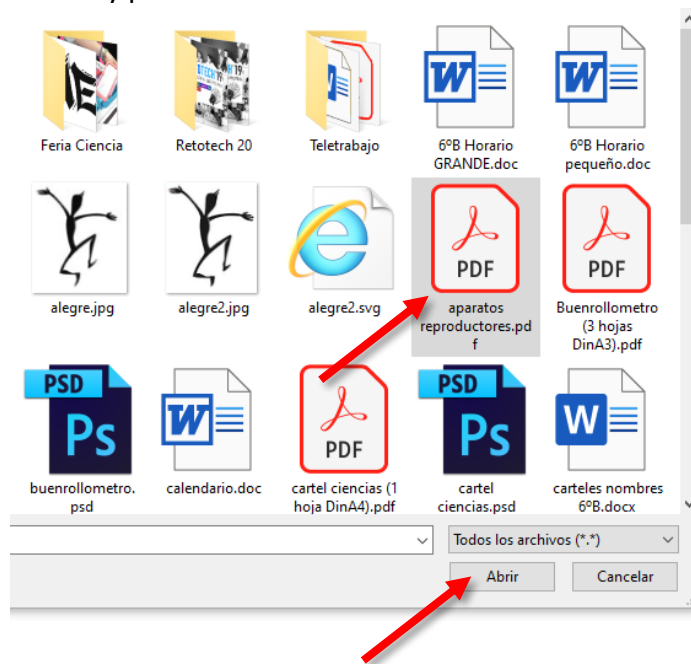 Feria Ciencia
Retotech 20
Teletrabajo
6ºB Horario
GRANDE.doc
6ºB Horario
pequeño.doc
alegre.jpg
alegre2.jpg
alegre2.svg
PDF
aparatos
reproductores.pd
f
PDF
Buenrollometro
(3 hojas
DinA3).pdf
PSD
Ps
buenrollometro.
psd
W
calendario.doc
PDF
cartel ciencias (1
hoja DinA4).pdf
PSD
Ps
cartel
ciencias.psd
W
carteles nombres
6ºB.docx
Todos los archivos (*.*)
Abrir
Cancelar